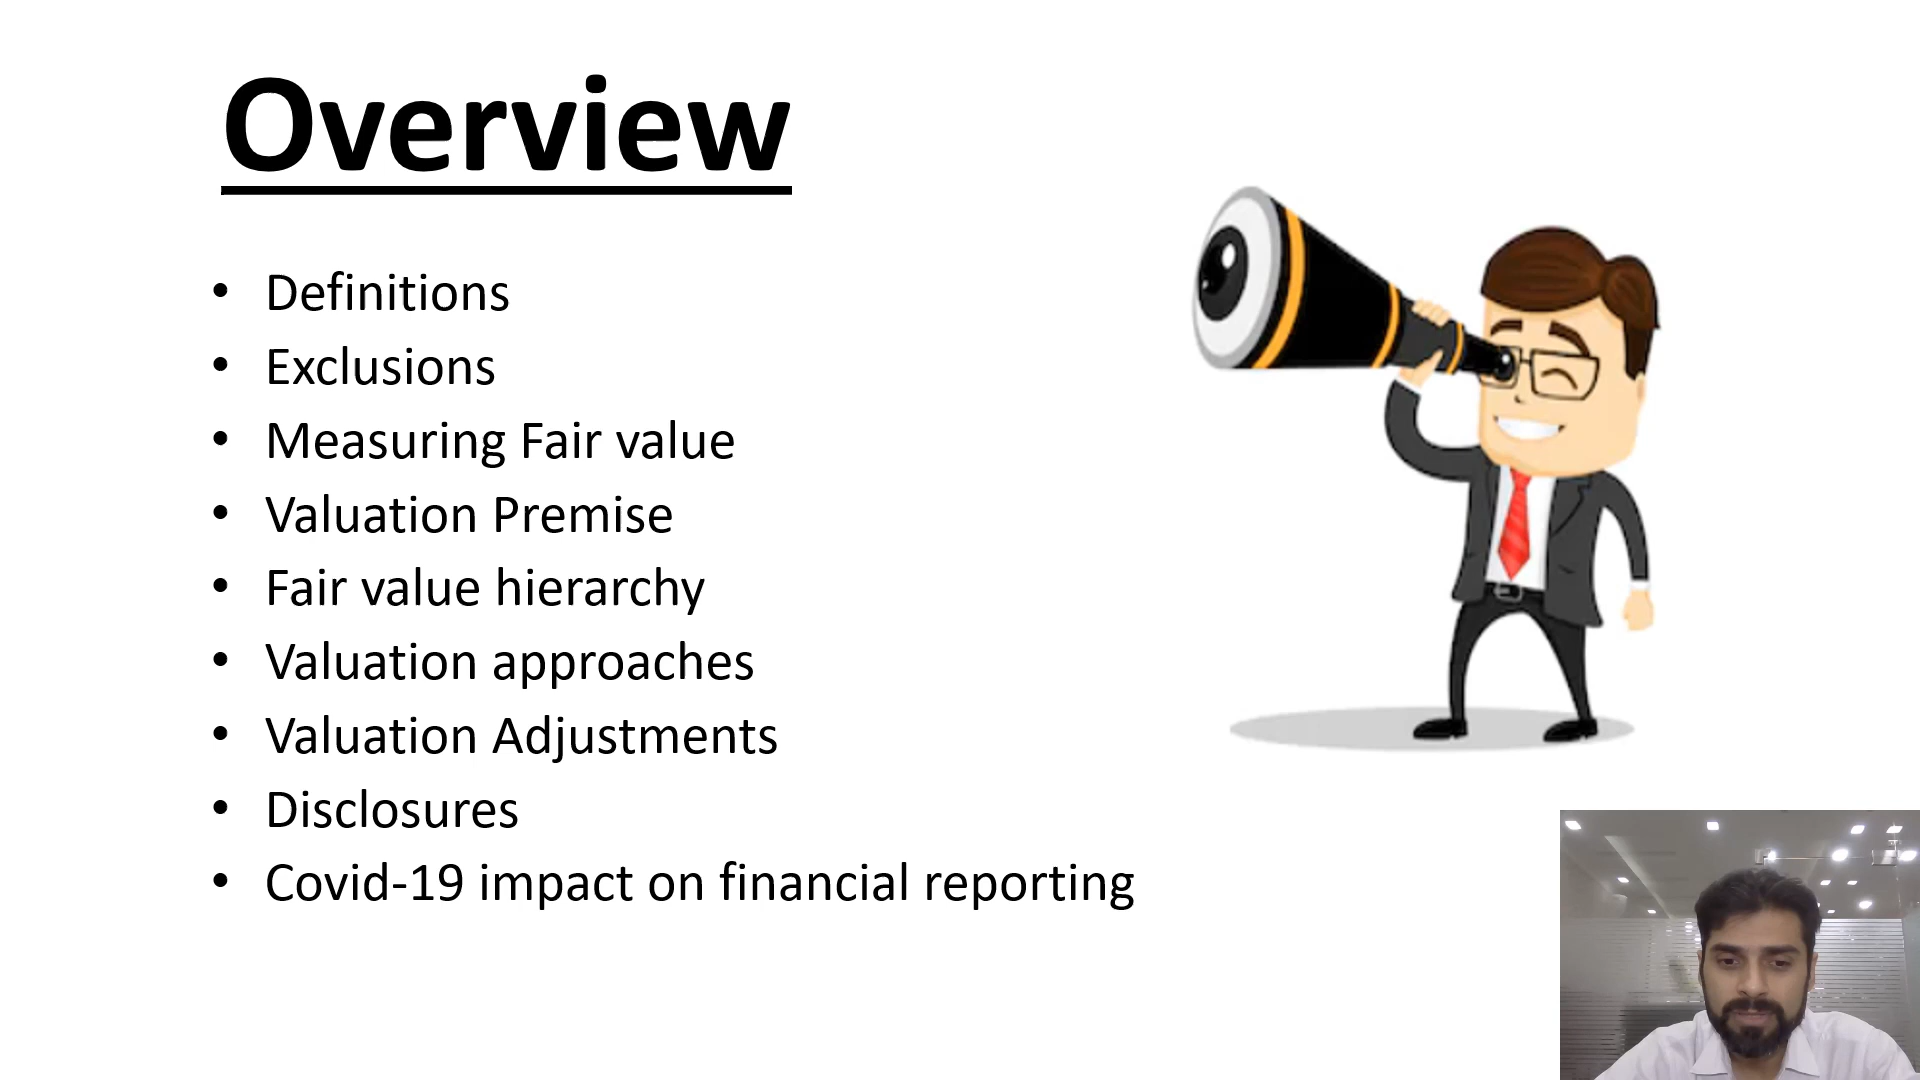 Overview
• Definitions
• Exclusions
• Measuring Fair value
• Valuation Premise
• Fair value hierarchy
• Valuation approaches
• Valuation Adjustments
• Disclosures
• Covid-19 impact on financial reporting